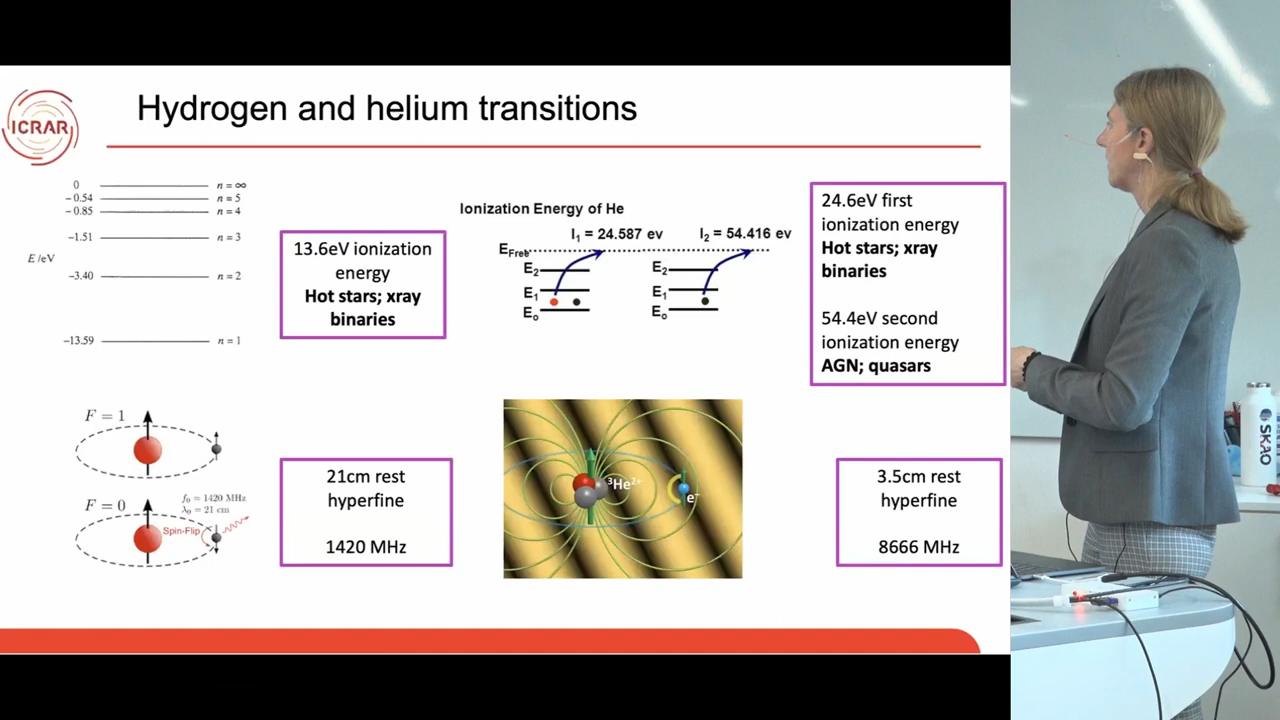 Hydrogen and helium transitions
ICRAR
0 n = ∞
−0.54 n = 5
−0.85 n = 4
−1.51 n = 3
E /eV
−3.40 n = 2
−13.59 n = 1
13.6eV ionization
energy
Hot stars; xray
binaries
Ionization Energy of He
I₁ = 24.587 ev I₂ = 54.416 ev
E_Free
E₂
E₁
E₀
E₂
E₁
E₀
24.6eV first
ionization energy
Hot stars; xray
binaries
54.4eV second
ionization energy
AGN; quasars
F = 1
F = 0
f₀ = 1420 MHz
λ₀ = 21 cm
Spin-Flip
21cm rest
hyperfine
1420 MHz
³He²⁺
e⁻
3.5cm rest
hyperfine
8666 MHz
SKAO